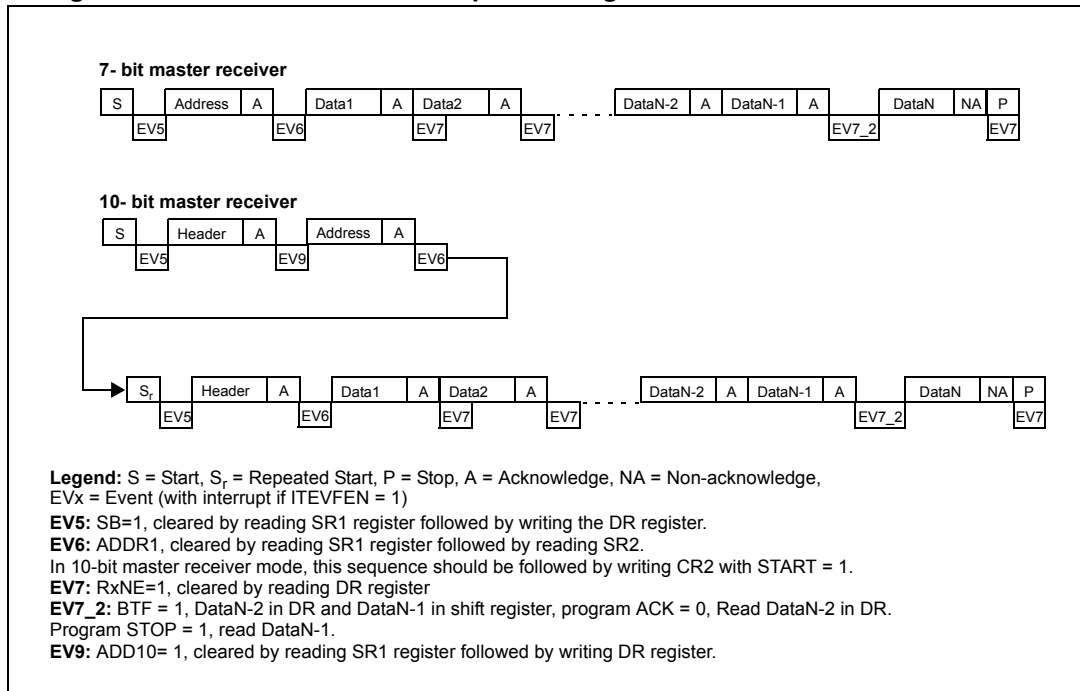 7- bit master receiver
S Address A Data1 A Data2 A DataN-2 A DataN-1 A DataN NA P
EV5 EV6 EV7 EV7 EV7_2 EV7
10- bit master receiver
S Header A Address A
EV5 EV9 EV6
Sr Header A Data1 A Data2 A DataN-2 A DataN-1 A DataN NA P
EV5 EV6 EV7 EV7 EV7_2 EV7
Legend: S = Start, Sr = Repeated Start, P = Stop, A = Acknowledge, NA = Non-acknowledge,
EVx = Event (with interrupt if ITEVFEN = 1)
EV5: SB=1, cleared by reading SR1 register followed by writing the DR register.
EV6: ADDR1, cleared by reading SR1 register followed by reading SR2.
In 10-bit master receiver mode, this sequence should be followed by writing CR2 with START = 1.
EV7: RxNE=1, cleared by reading DR register
EV7_2: BTF = 1, DataN-2 in DR and DataN-1 in shift register, program ACK = 0, Read DataN-2 in DR.
Program STOP = 1, read DataN-1.
EV9: ADD10= 1, cleared by reading SR1 register followed by writing DR register.